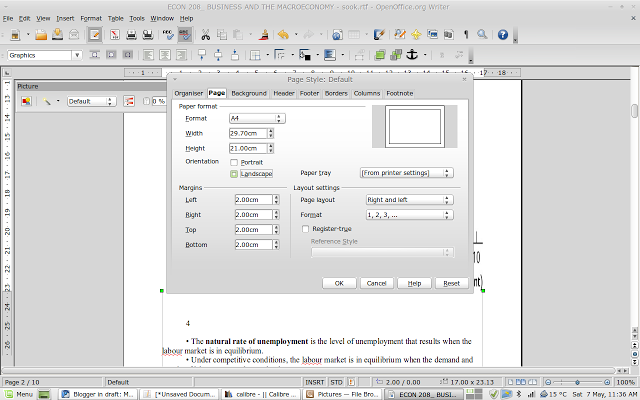 ECON 208_ BUSINESS AND THE MACROECONOMY - sook.rtf - OpenOffice.org Writer
File Edit View Insert Format Table Tools Window Help
Graphics
Picture
Default
0 %
Page Style: Default
Organiser Page Background Header Footer Borders Columns Footnote
Paper format
Format A4
Width 29.70cm
Height 21.00cm
Orientation Portrait
Landscape
Paper tray [From printer settings]
Margins
Left 2.00cm
Right 2.00cm
Top 2.00cm
Bottom 2.00cm
Layout settings
Page layout Right and left
Format 1, 2, 3, ...
Register-true
Reference Style
OK Cancel Help Reset
10
4
• The natural rate of unemployment is the level of unemployment that results when the
labour market is in equilibrium.
• Under competitive conditions, the labour market is in equilibrium when the demand and
Page 2 / 10 Default INSRT STD 2.00 / 0.00 17.00 x 23.13 100%
Menu Blogger in draft: M... [*Unsaved Docum... calibre - || Calibre ... Pictures — File Bro... ECON 208_ BUSI... 15 °C Sat 7 May, 11:36 AM